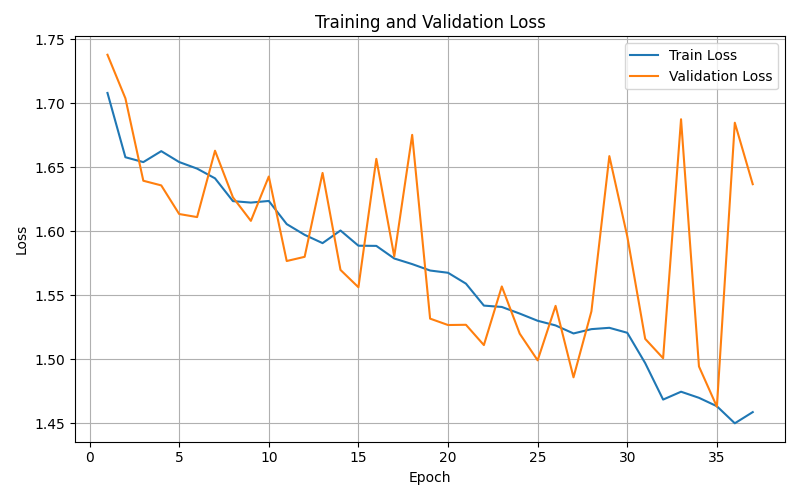 Training and Validation Loss
Train Loss
Validation Loss
Loss
1.75
1.70
1.65
1.60
1.55
1.50
1.45
0 5 10 15 20 25 30 35
Epoch